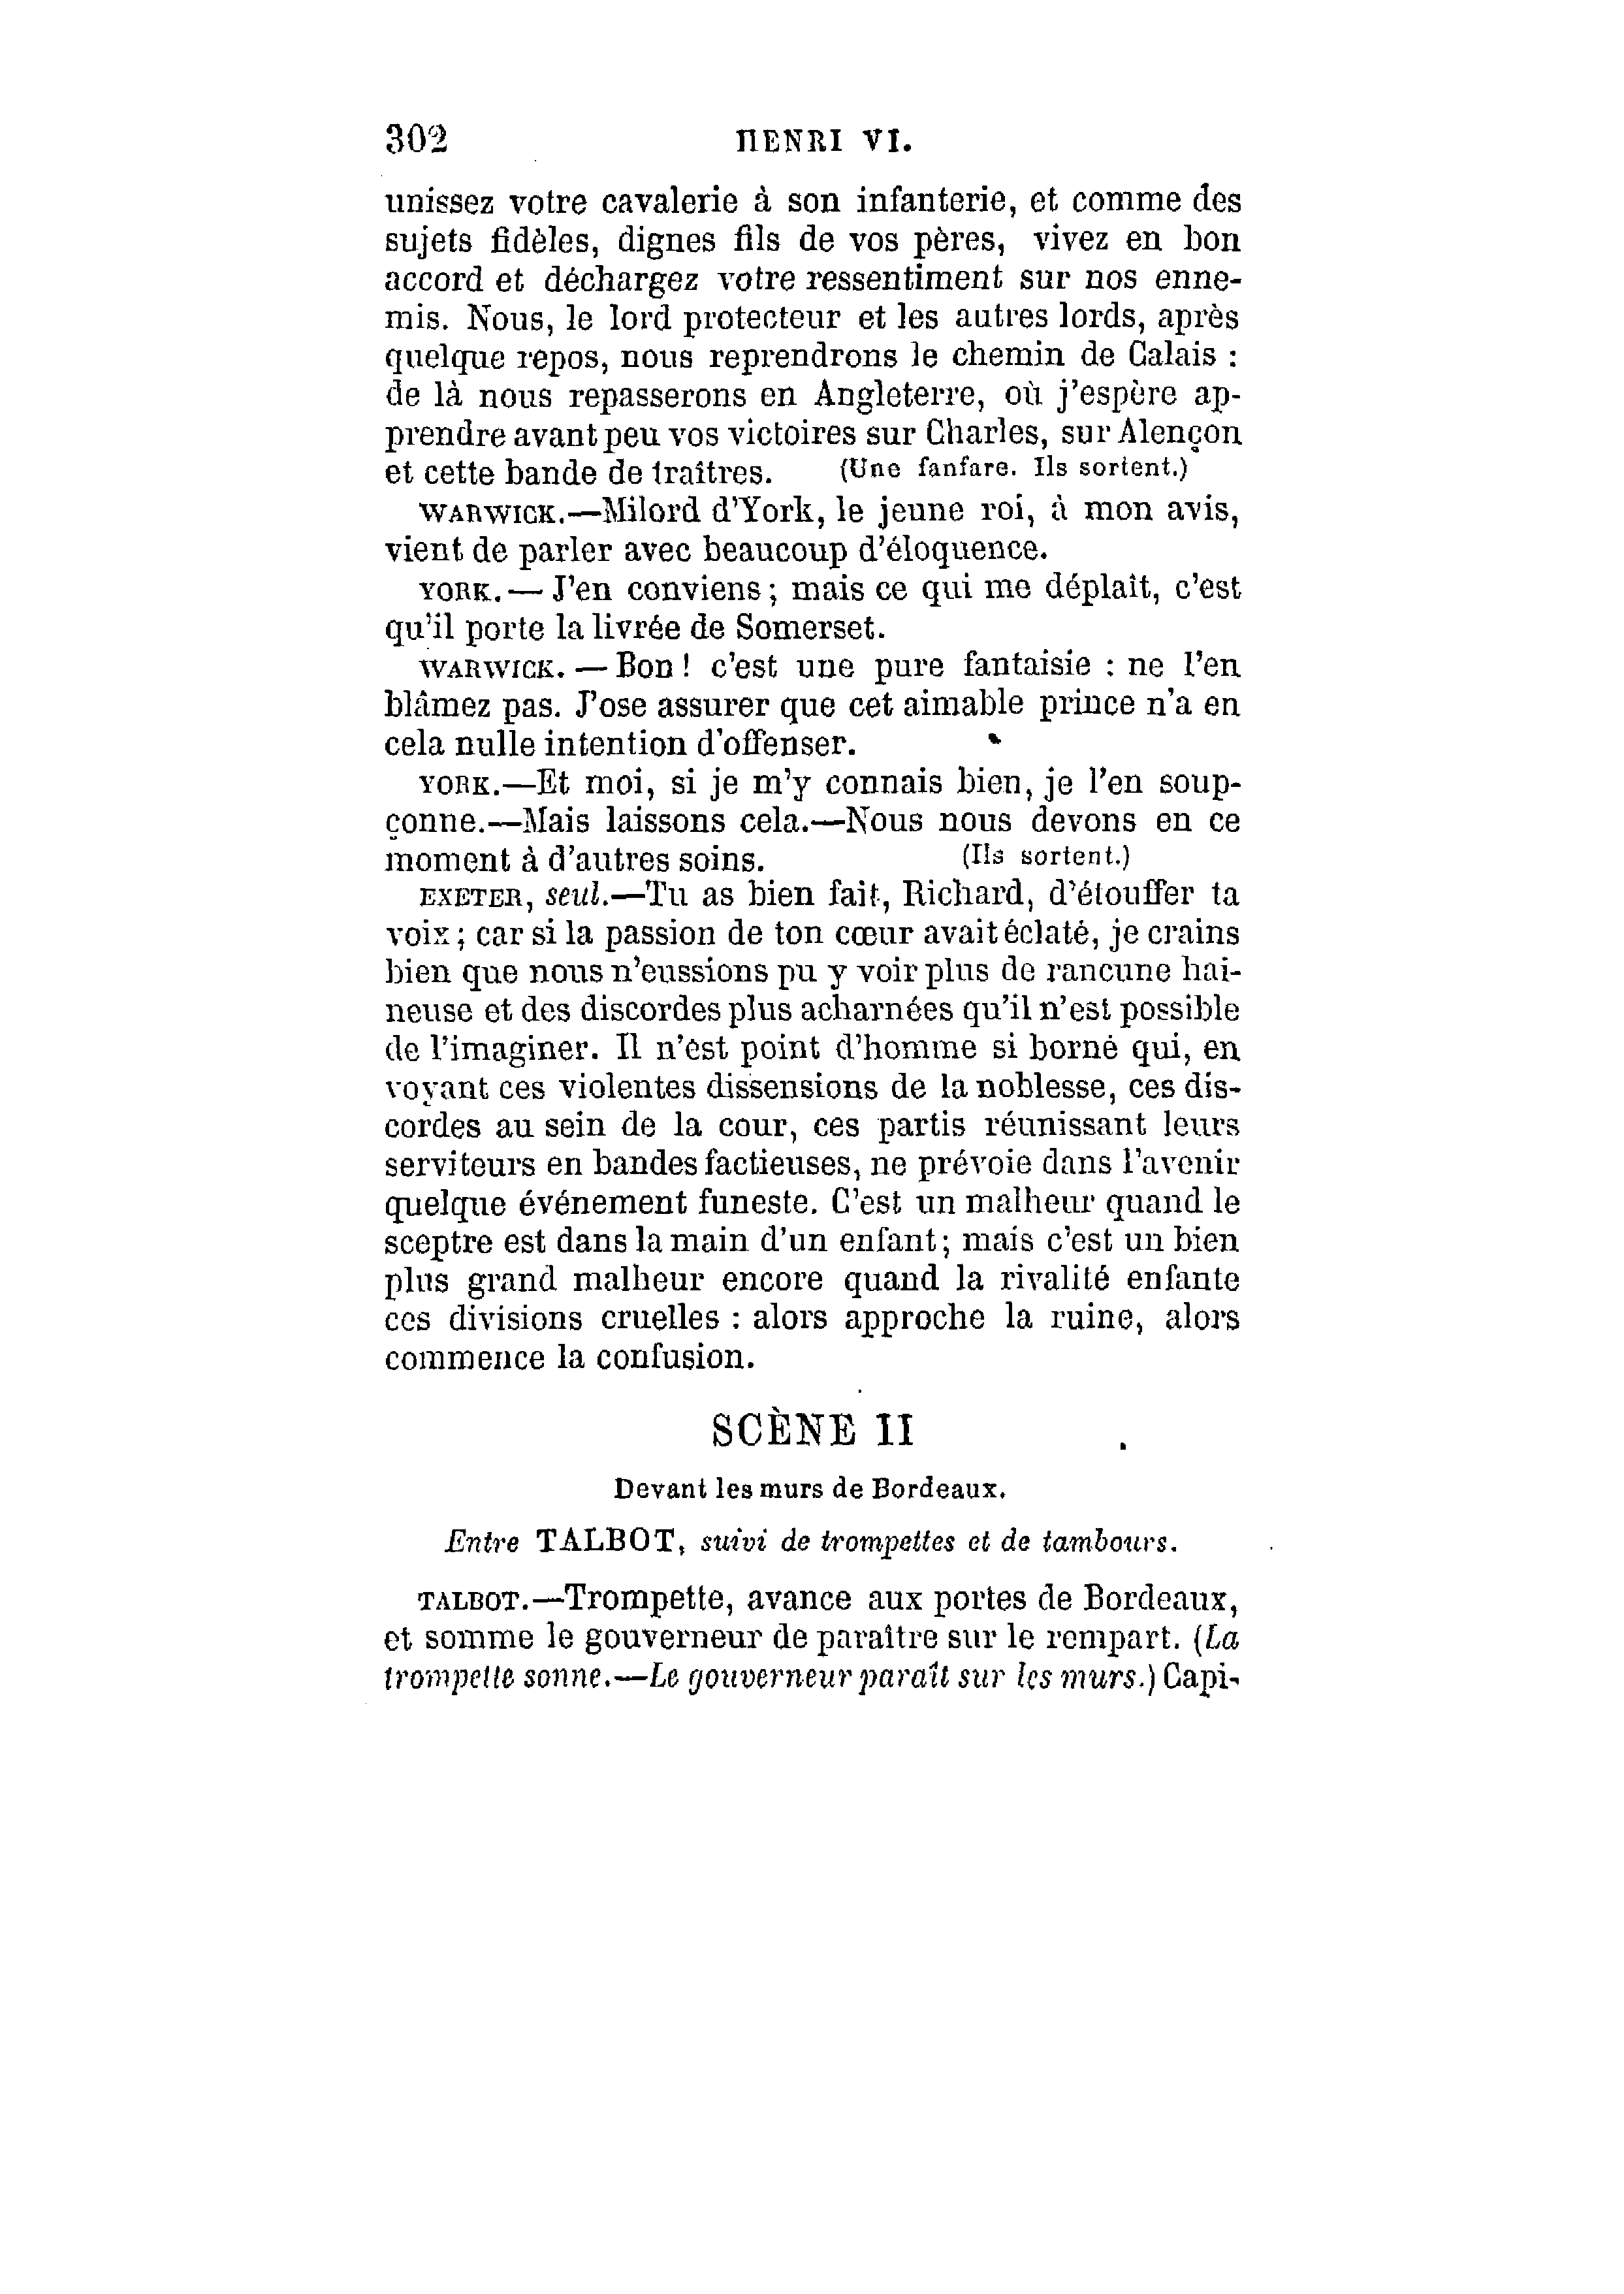 302 HENRI VI.
unissez votre cavalerie à son infanterie, et comme des
sujets fidèles, dignes fils de vos pères, vivez en bon
accord et déchargez votre ressentiment sur nos enne-
mis. Nous, le lord protecteur et les autres lords, après
quelque repos, nous reprendrons le chemin de Calais :
de là nous repasserons en Angleterre, où j'espère ap-
prendre avant peu vos victoires sur Charles, sur Alençon
et cette bande de traîtres. (Une fanfare. Ils sortent.)
WARWICK.—Milord d'York, le jeune roi, à mon avis,
vient de parler avec beaucoup d'éloquence.
YORK.— J'en conviens ; mais ce qui me déplaît, c'est
qu'il porte la livrée de Somerset.
WARWICK. — Bon ! c'est une pure fantaisie : ne l'en
blâmez pas. J'ose assurer que cet aimable prince n'a en
cela nulle intention d'offenser.
YORK.—Et moi, si je m'y connais bien, je l'en soup-
çonne.—Mais laissons cela.—Nous nous devons en ce
moment à d'autres soins. (Ils sortent.)
EXETER, seul.—Tu as bien fait, Richard, d'étouffer ta
voix ; car si la passion de ton cœur avait éclaté, je crains
bien que nous n'eussions pu y voir plus de rancune hai-
neuse et des discordes plus acharnées qu'il n'est possible
de l'imaginer. Il n'est point d'homme si borné qui, en
voyant ces violentes dissensions de la noblesse, ces dis-
cordes au sein de la cour, ces partis réunissant leurs
serviteurs en bandes factieuses, ne prévoie dans l'avenir
quelque événement funeste. C'est un malheur quand le
sceptre est dans la main d'un enfant ; mais c'est un bien
plus grand malheur encore quand la rivalité enfante
ces divisions cruelles : alors approche la ruine, alors
commence la confusion.
SCÈNE II
Devant les murs de Bordeaux.
Entre TALBOT, suivi de trompettes et de tambours.
TALBOT.—Trompette, avance aux portes de Bordeaux,
et somme le gouverneur de paraître sur le rempart. (La
trompette sonne.—Le gouverneur paraît sur les murs.) Capi-